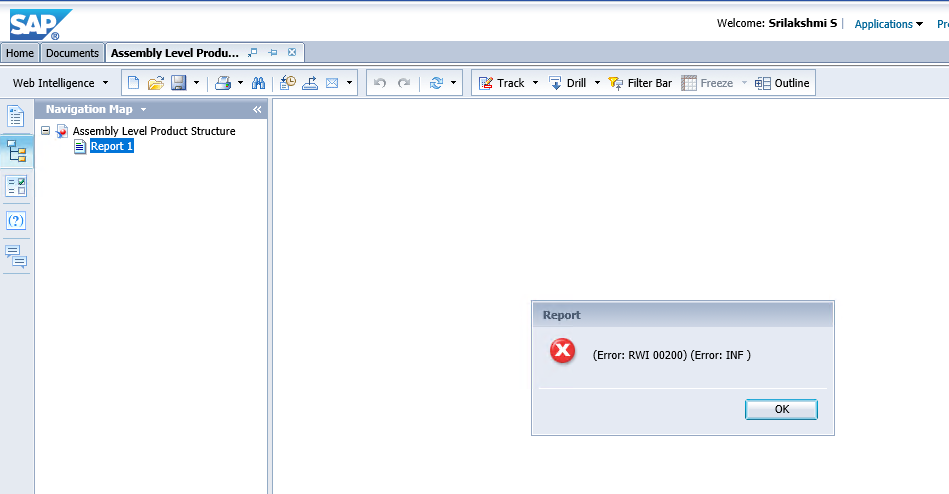 SAP®
Welcome: Srilakshmi S | Applications
Home Documents Assembly Level Produ...
Web Intelligence Track Drill Filter Bar Freeze Outline
Navigation Map «
Assembly Level Product Structure
Report 1
(?)
Report
(Error: RWI 00200) (Error: INF )
OK